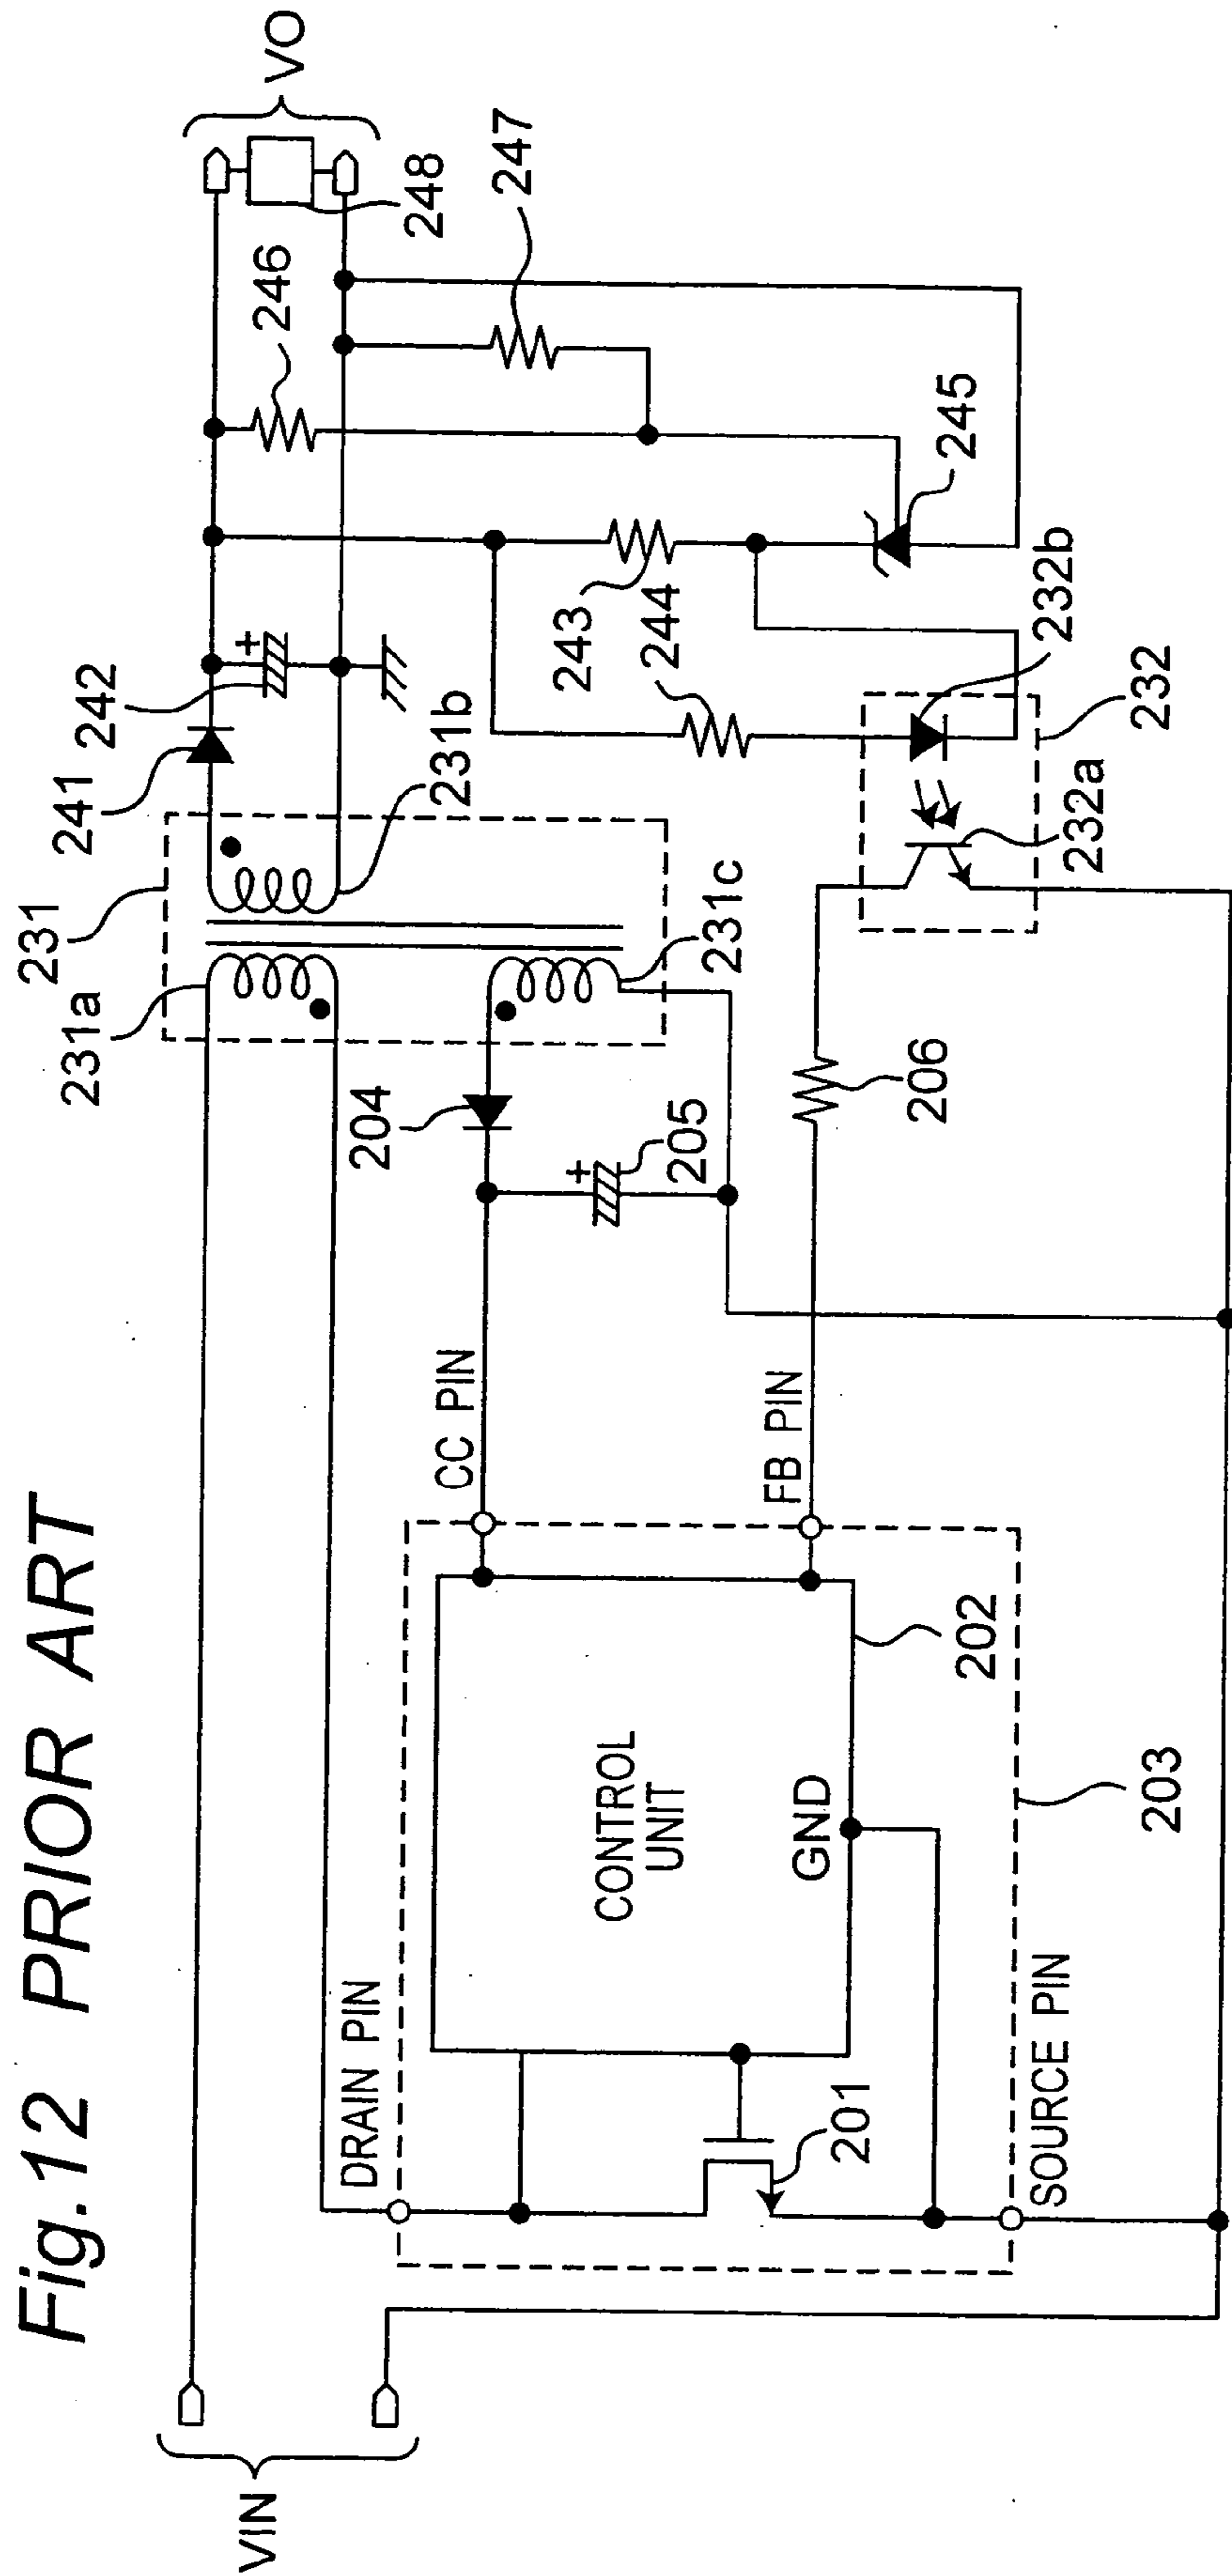 Fig.12 PRIOR ART
VIN
VO
231
231a
241
242
246
248
247
231b
204
205
231c
243
244
245
232b
232
232a
206
CC PIN
FB PIN
DRAIN PIN
CONTROL
UNIT
GND
202
201
203
SOURCE PIN
+
+